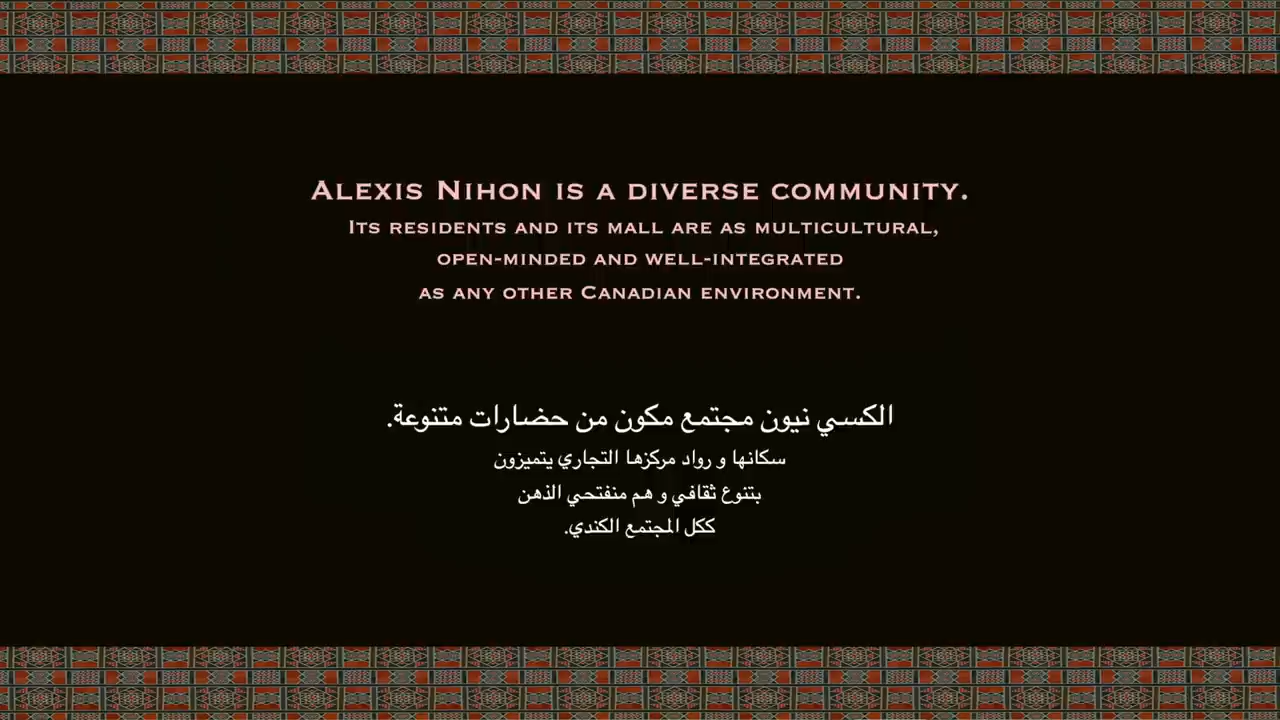 Alexis Nihon is a diverse community.
Its residents and its mall are as multicultural,
open-minded and well-integrated
as any other Canadian environment.
الكسي نيون مجتمع مكون من حضارات متنوعة.
سكانها و رواد مركزها التجاري يتميزون
بتنوع ثقافي و هم منفتحي الذهن
ككل المجتمع الكندي.